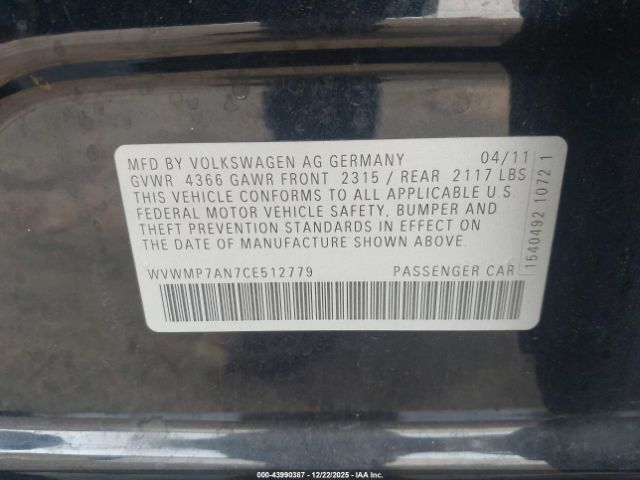 MFD BY VOLKSWAGEN AG GERMANY 04/11
GVWR 4366 GAWR FRONT 2315 / REAR 2117 LBS
THIS VEHICLE CONFORMS TO ALL APPLICABLE U.S.
FEDERAL MOTOR VEHICLE SAFETY, BUMPER AND
THEFT PREVENTION STANDARDS IN EFFECT ON
THE DATE OF MANUFACTURE SHOWN ABOVE.
WVWMP7AN7CE512779 PASSENGER CAR
1540492 1072 1
000-43990387 - 12/22/2025 - IAA, Inc.